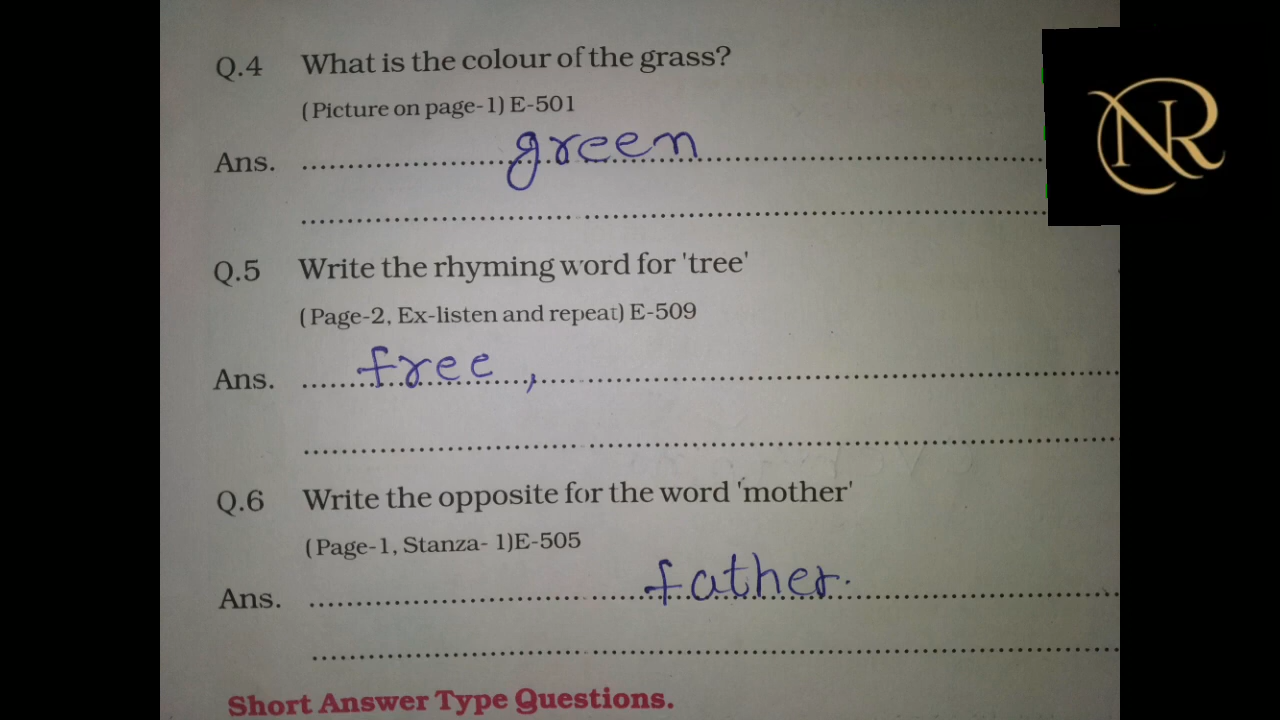 Q.4 What is the colour of the grass?
(Picture on page-1) E-501
Ans. green
Q.5 Write the rhyming word for 'tree'
(Page-2, Ex-listen and repeat) E-509
Ans. free ,
Q.6 Write the opposite for the word 'mother'
(Page-1, Stanza- 1)E-505
Ans. father.
Short Answer Type Questions.
NR